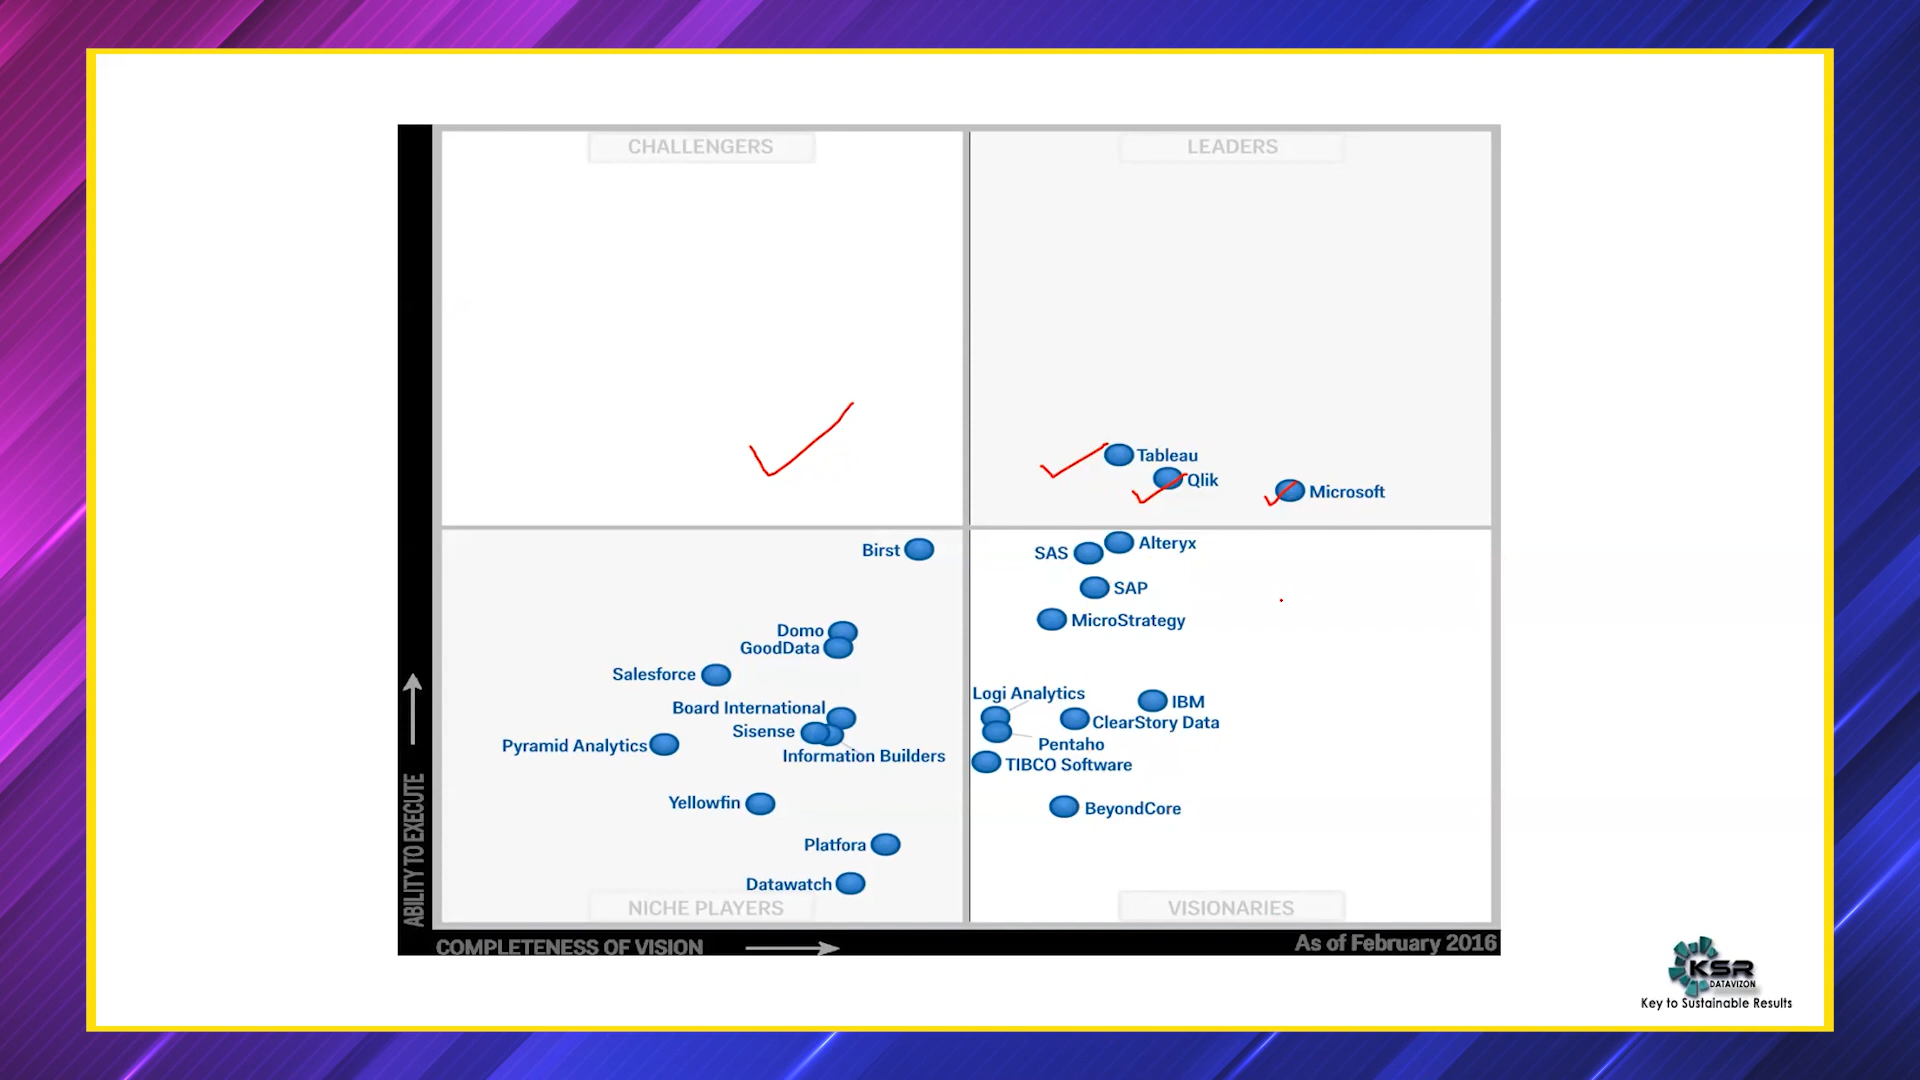 CHALLENGERS
LEADERS
Tableau
Qlik
Microsoft
Birst
Domo
GoodData
Salesforce
Board International
Sisense
Pyramid Analytics
Information Builders
Yellowfin
Platfora
Datawatch
NICHE PLAYERS
Alteryx
SAS
SAP
MicroStrategy
Logi Analytics
IBM
ClearStory Data
Pentaho
TIBCO Software
BeyondCore
VISIONARIES
ABILITY TO EXECUTE
COMPLETENESS OF VISION
As of February 2016
KSR
DATAVIZON
Key to Sustainable Results